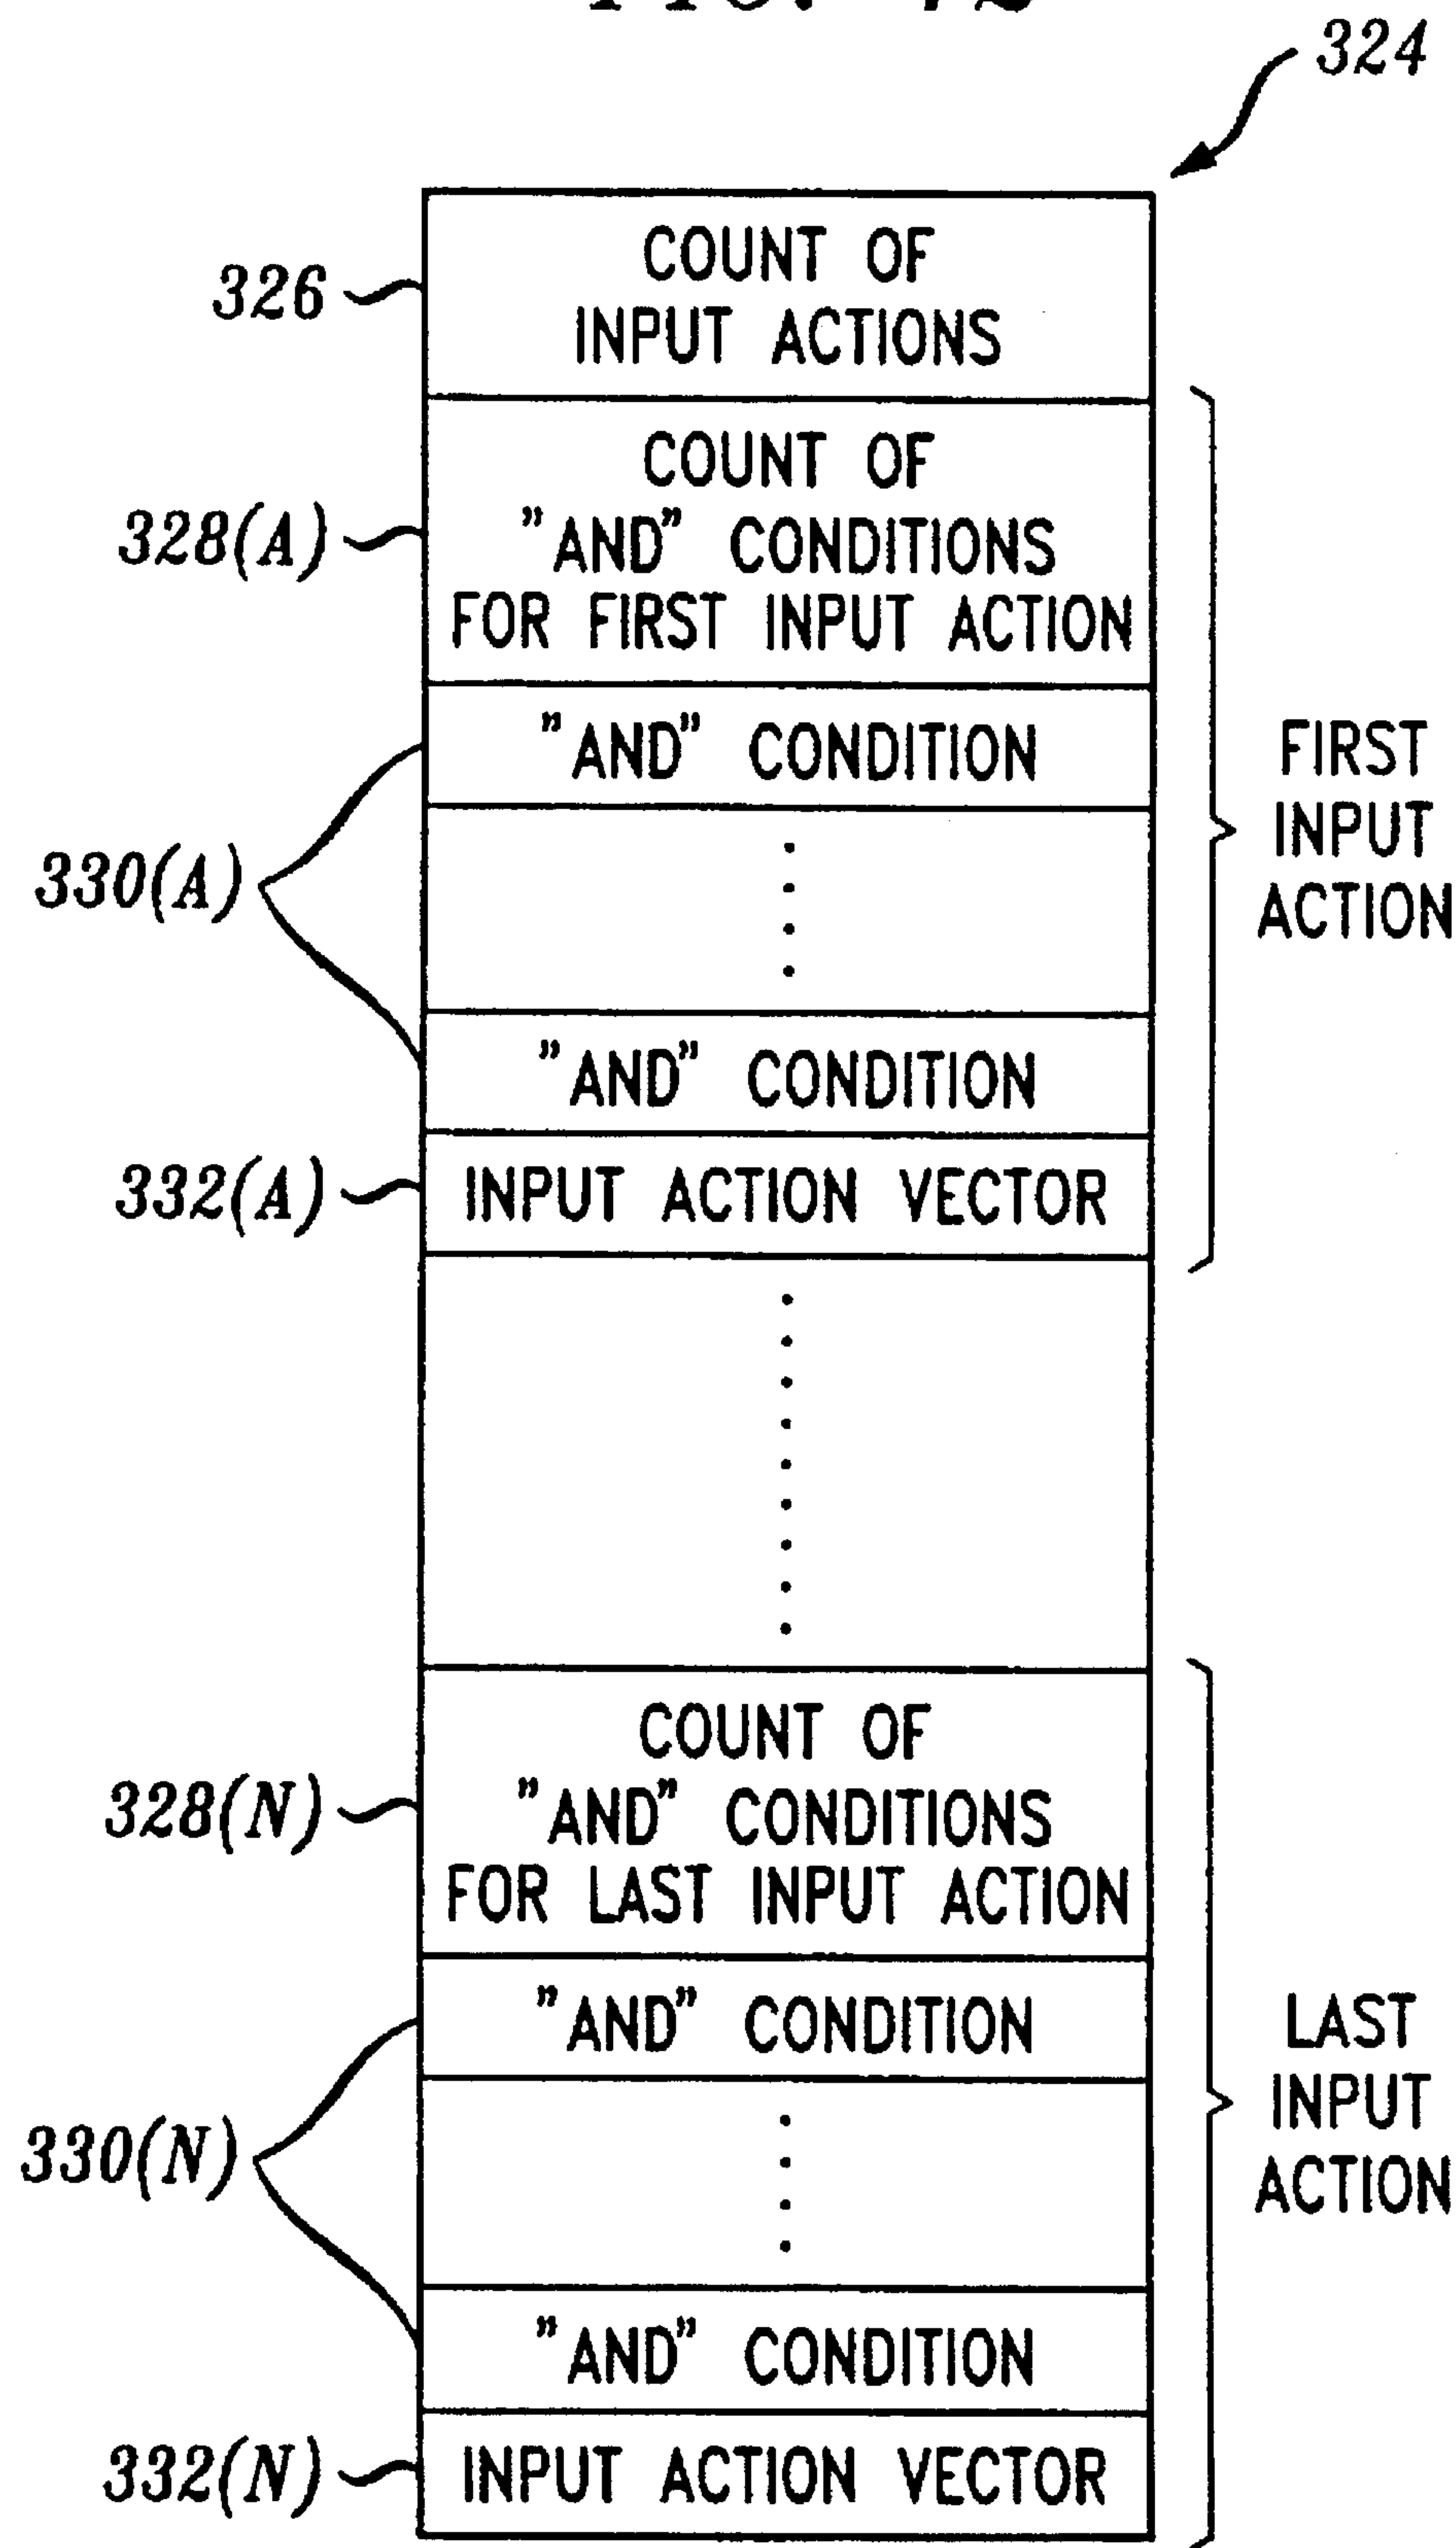 324
326
COUNT OF
INPUT ACTIONS
328(A)
COUNT OF
"AND" CONDITIONS
FOR FIRST INPUT ACTION
"AND" CONDITION
330(A)
"AND" CONDITION
332(A)
INPUT ACTION VECTOR
FIRST
INPUT
ACTION
328(N)
COUNT OF
"AND" CONDITIONS
FOR LAST INPUT ACTION
"AND" CONDITION
330(N)
"AND" CONDITION
332(N)
INPUT ACTION VECTOR
LAST
INPUT
ACTION